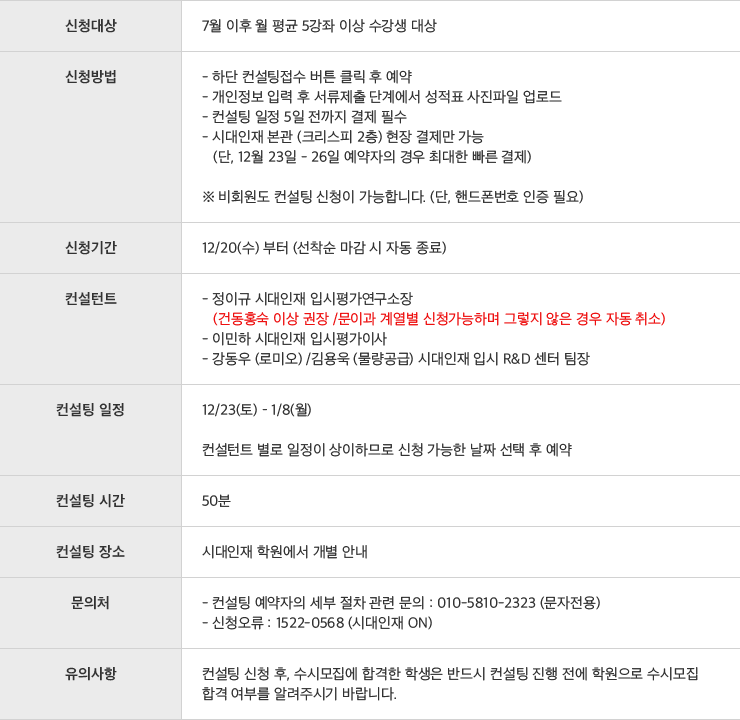 신청대상
7월 이후 월 평균 5강좌 이상 수강생 대상
신청방법
- 하단 컨설팅접수 버튼 클릭 후 예약
- 개인정보 입력 후 서류제출 단계에서 성적표 사진파일 업로드
- 컨설팅 일정 5일 전까지 결제 필수
- 시대인재 본관 (크리스피 2층) 현장 결제만 가능
(단, 12월 23일 - 26일 예약자의 경우 최대한 빠른 결제)
※ 비회원도 컨설팅 신청이 가능합니다. (단, 핸드폰번호 인증 필요)
신청기간
12/20(수) 부터 (선착순 마감 시 자동 종료)
컨설턴트
- 정이규 시대인재 입시평가연구소장
(건동홍숙 이상 권장 /문이과 계열별 신청가능하며 그렇지 않은 경우 자동 취소)
- 이민하 시대인재 입시평가이사
- 강동우 (로미오) /김용욱 (물량공급) 시대인재 입시 R&D 센터 팀장
컨설팅 일정
12/23(토) - 1/8(월)
컨설턴트 별로 일정이 상이하므로 신청 가능한 날짜 선택 후 예약
컨설팅 시간
50분
컨설팅 장소
시대인재 학원에서 개별 안내
문의처
- 컨설팅 예약자의 세부 절차 관련 문의 : 010-5810-2323 (문자전용)
- 신청오류 : 1522-0568 (시대인재 ON)
유의사항
컨설팅 신청 후, 수시모집에 합격한 학생은 반드시 컨설팅 진행 전에 학원으로 수시모집
합격 여부를 알려주시기 바랍니다.